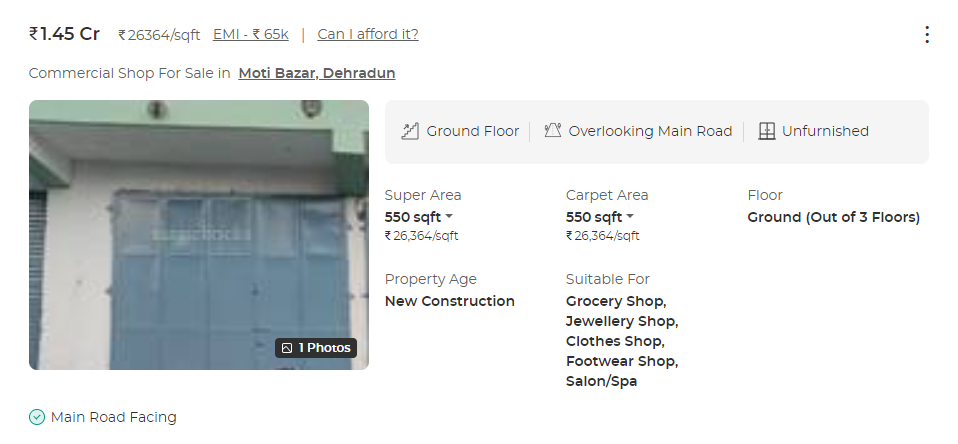 ₹1.45 Cr ₹26364/sqft EMI - ₹ 65k | Can I afford it?
Commercial Shop For Sale in Moti Bazar, Dehradun
Ground Floor | Overlooking Main Road | Unfurnished
Super Area Carpet Area Floor
550 sqft 550 sqft Ground (Out of 3 Floors)
₹26,364/sqft ₹26,364/sqft
Property Age Suitable For
New Construction Grocery Shop,
Jewellery Shop,
Clothes Shop,
Footwear Shop,
Salon/Spa
1 Photos
Main Road Facing